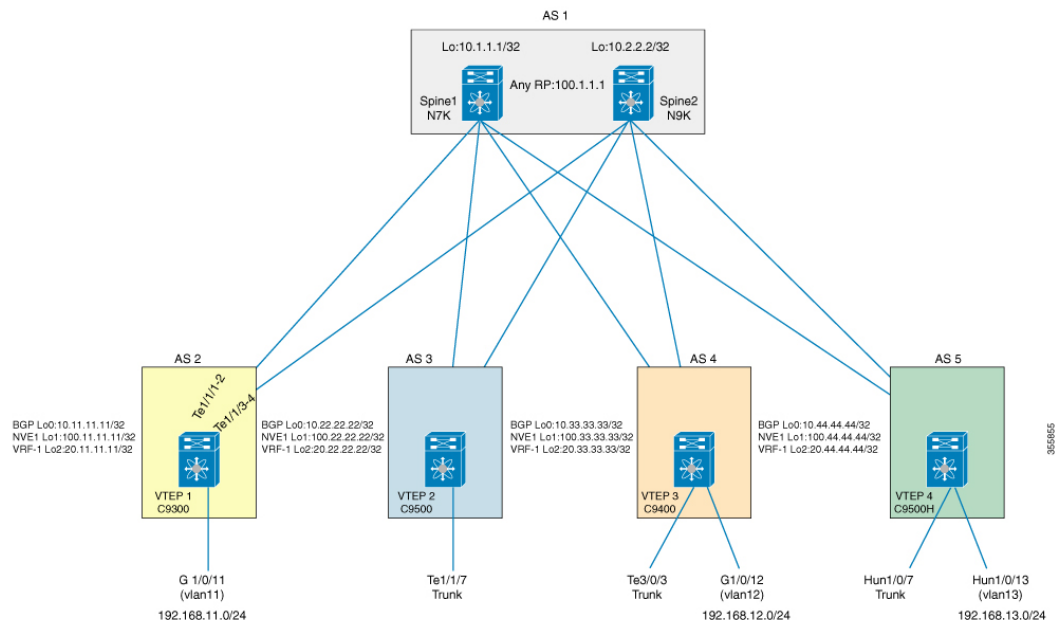 AS 1
Lo:10.1.1.1/32
Lo:10.2.2.2/32
Any RP:100.1.1.1
Spine1
N7K
Spine2
N9K
AS 2
AS 3
AS 4
AS 5
Te1/1/1-2
Te1/1/3-4
BGP Lo0:10.11.11.11/32
NVE1 Lo1:100.11.11.11/32
VRF-1 Lo2:20.11.11.11/32
BGP Lo0:10.22.22.22/32
NVE1 Lo1:100.22.22.22/32
VRF-1 Lo2:20.22.22.22/32
BGP Lo0:10.33.33.33/32
NVE1 Lo1:100.33.33.33/32
VRF-1 Lo2:20.33.33.33/32
BGP Lo0:10.44.44.44/32
NVE1 Lo1:100.44.44.44/32
VRF-1 Lo2:20.44.44.44/32
VTEP 1
C9300
VTEP 2
C9500
VTEP 3
C9400
VTEP 4
C9500H
G 1/0/11
(vlan11)
192.168.11.0/24
Te1/1/7
Trunk
Te3/0/3
Trunk
G1/0/12
(vlan12)
192.168.12.0/24
Hun1/0/7
Trunk
Hun1/0/13
(vlan13)
192.168.13.0/24
355855